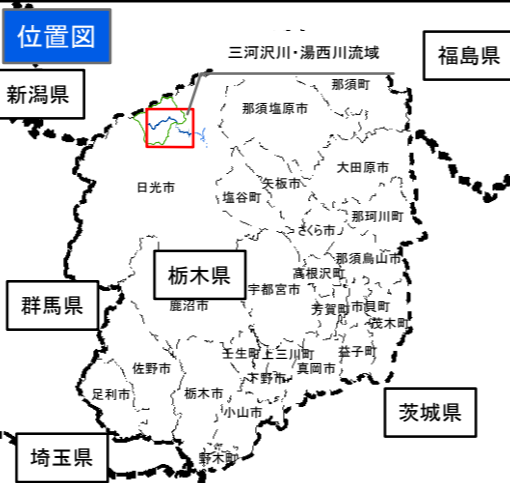 位置図
三河沢川・湯西川流域
福島県
新潟県
那須町
那須塩原市
大田原市
日光市
矢板市
塩谷町
那珂川町
さくら市
那須烏山市
栃木県
高根沢町
宇都宮市
群馬県
鹿沼市
芳賀町
市貝町
茂木町
壬生町
上三川町
益子町
佐野市
下野市
真岡市
足利市
栃木市
小山市
茨城県
埼玉県
野木町